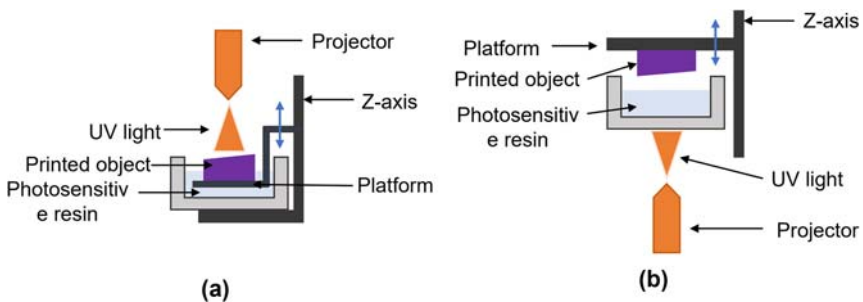 Projector
Z-axis
UV light
Printed object
Photosensitiv
e resin
Platform
(a)
Z-axis
Platform
Printed object
Photosensitiv
e resin
UV light
Projector
(b)